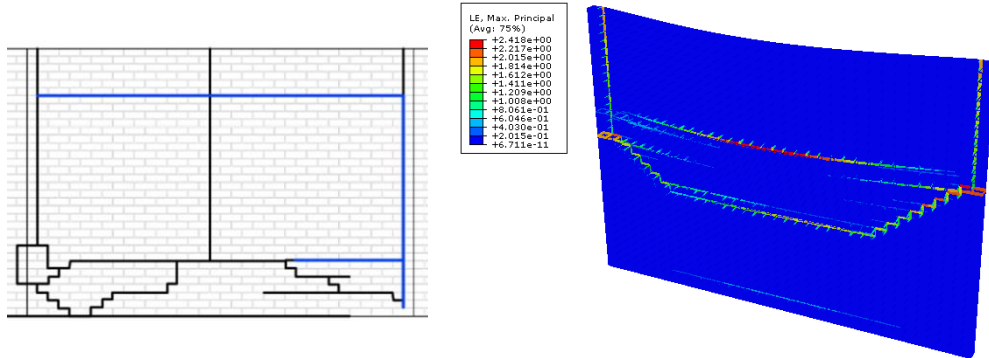 LE, Max. Principal
(Avg: 75%)
+2.418e+00
+2.217e+00
+2.015e+00
+1.814e+00
+1.612e+00
+1.411e+00
+1.209e+00
+1.008e+00
+8.061e-01
+6.046e-01
+4.030e-01
+2.015e-01
+6.711e-11